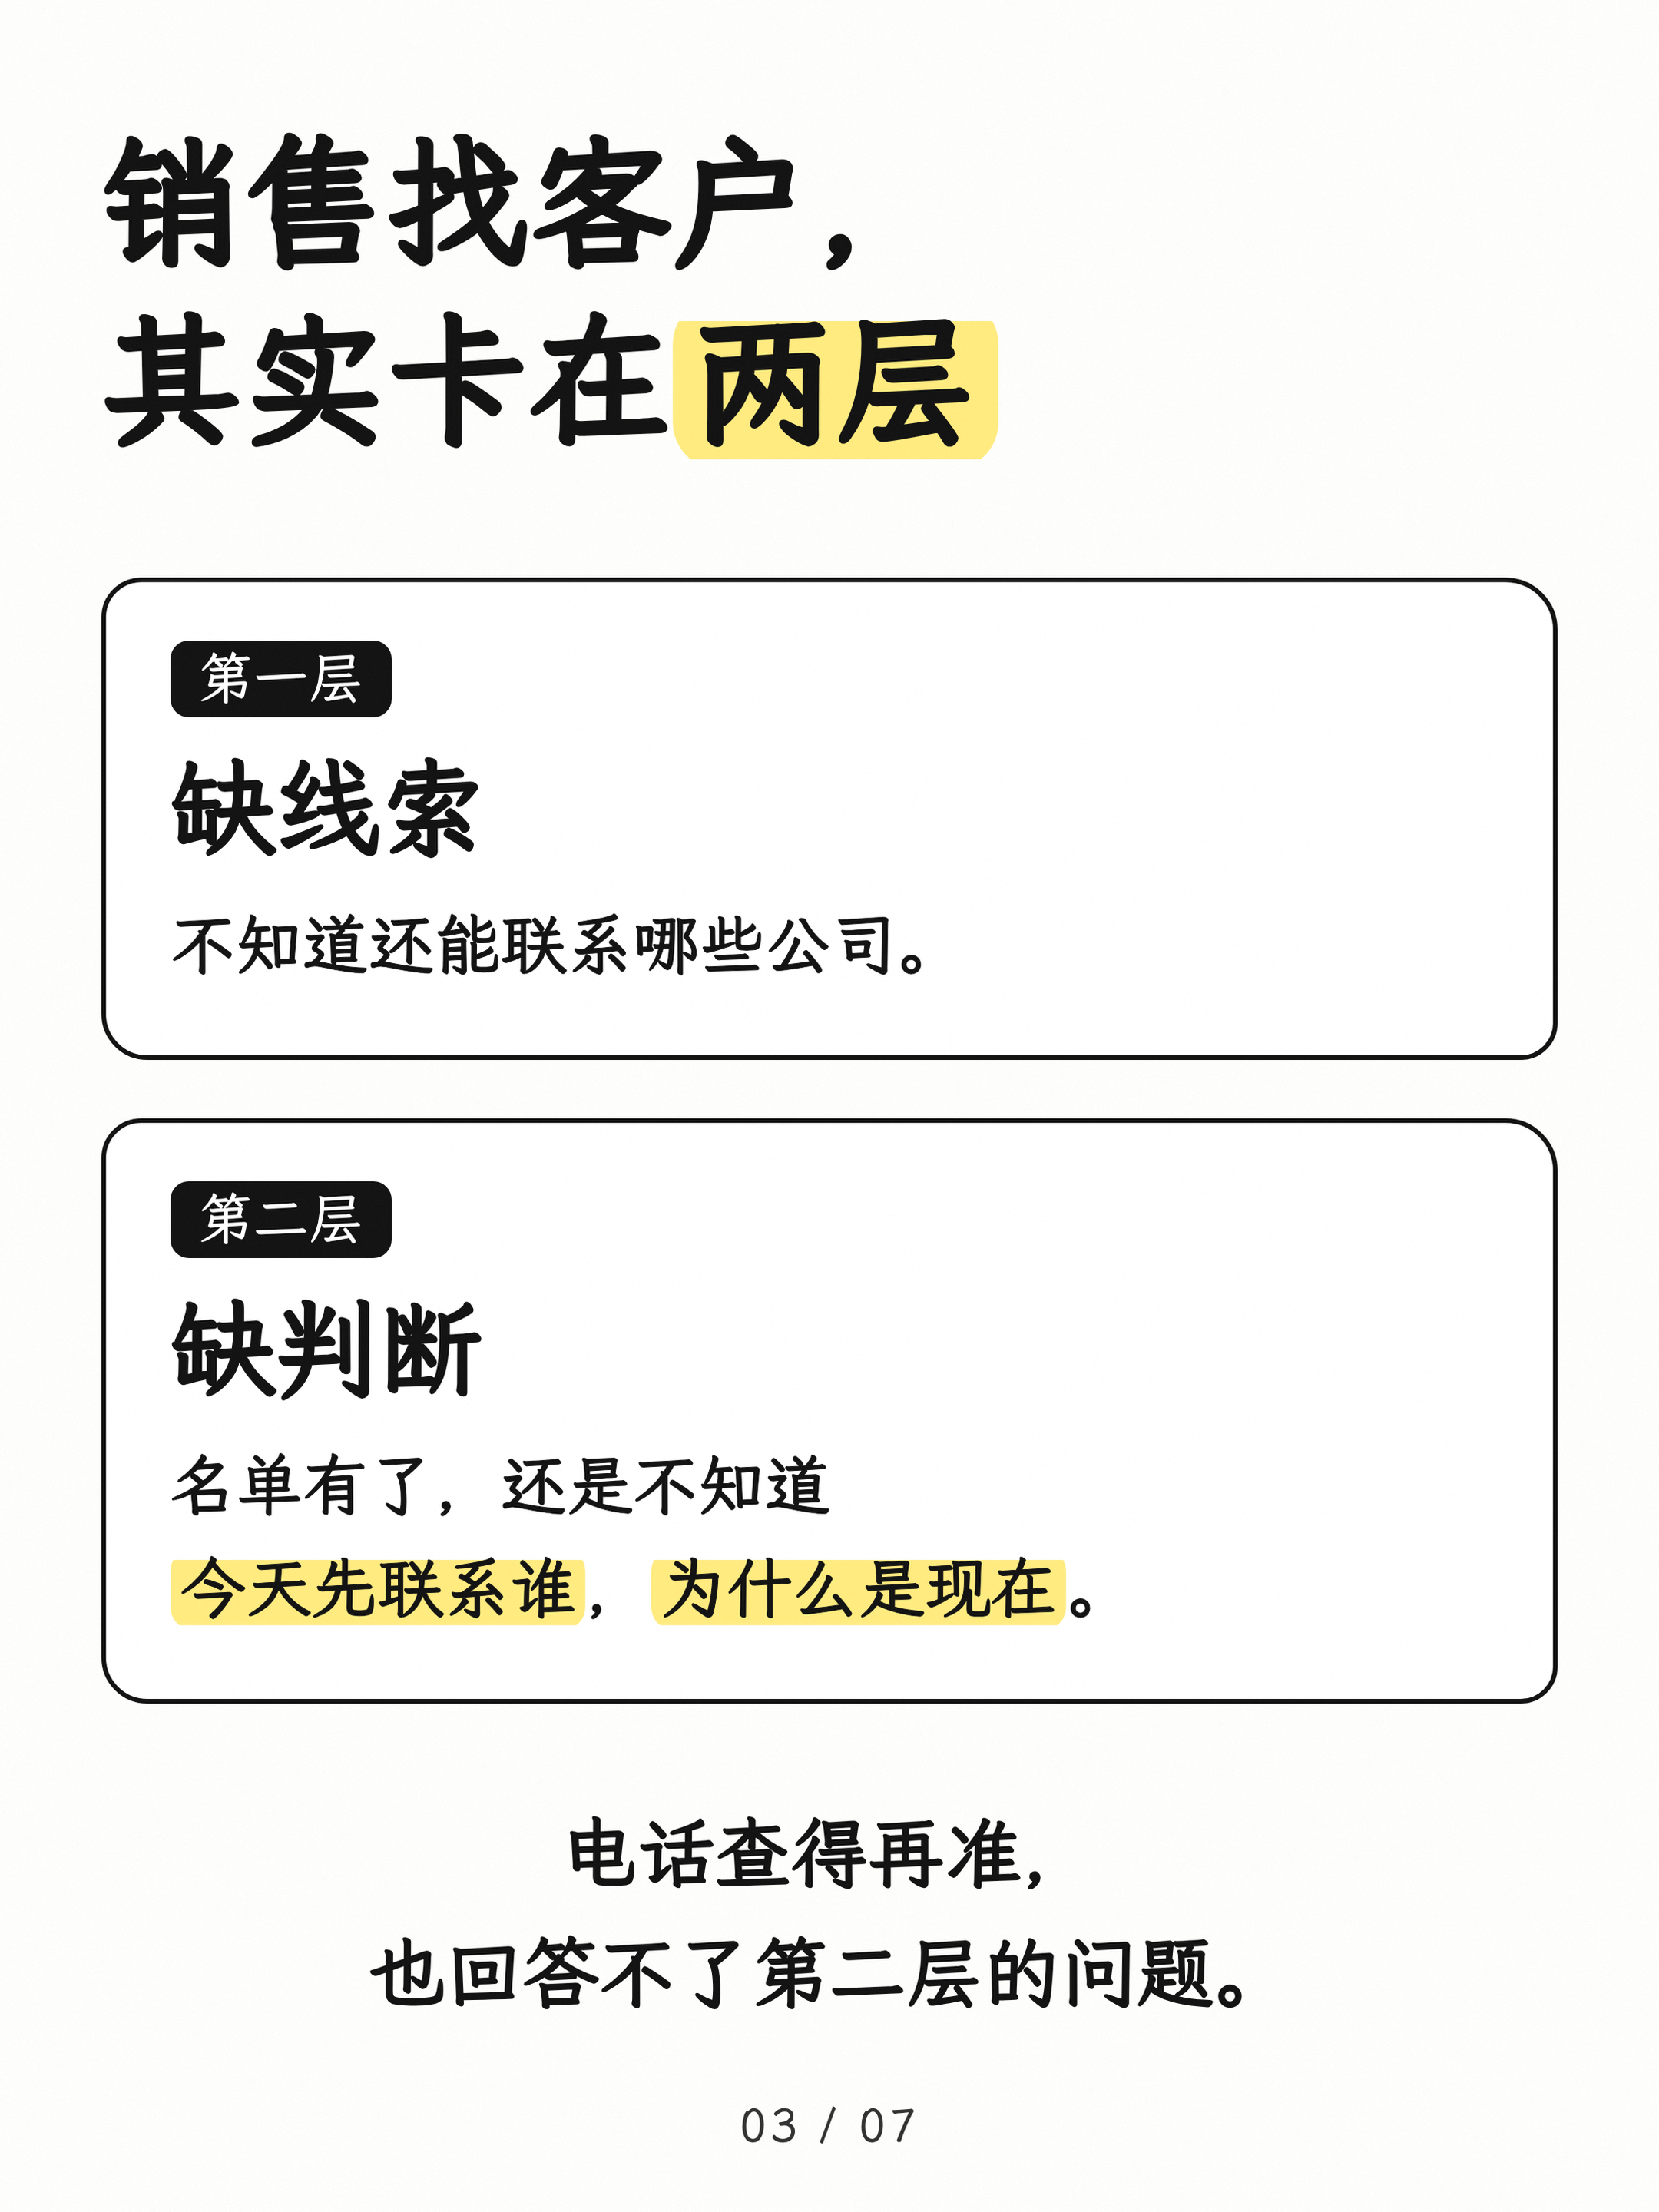 销售找客户，
其实卡在两层
第一层
缺线索
不知道还能联系哪些公司。
第二层
缺判断
名单有了，还是不知道
今天先联系谁，为什么是现在。
电话查得再准，
也回答不了第二层的问题。
03 / 07